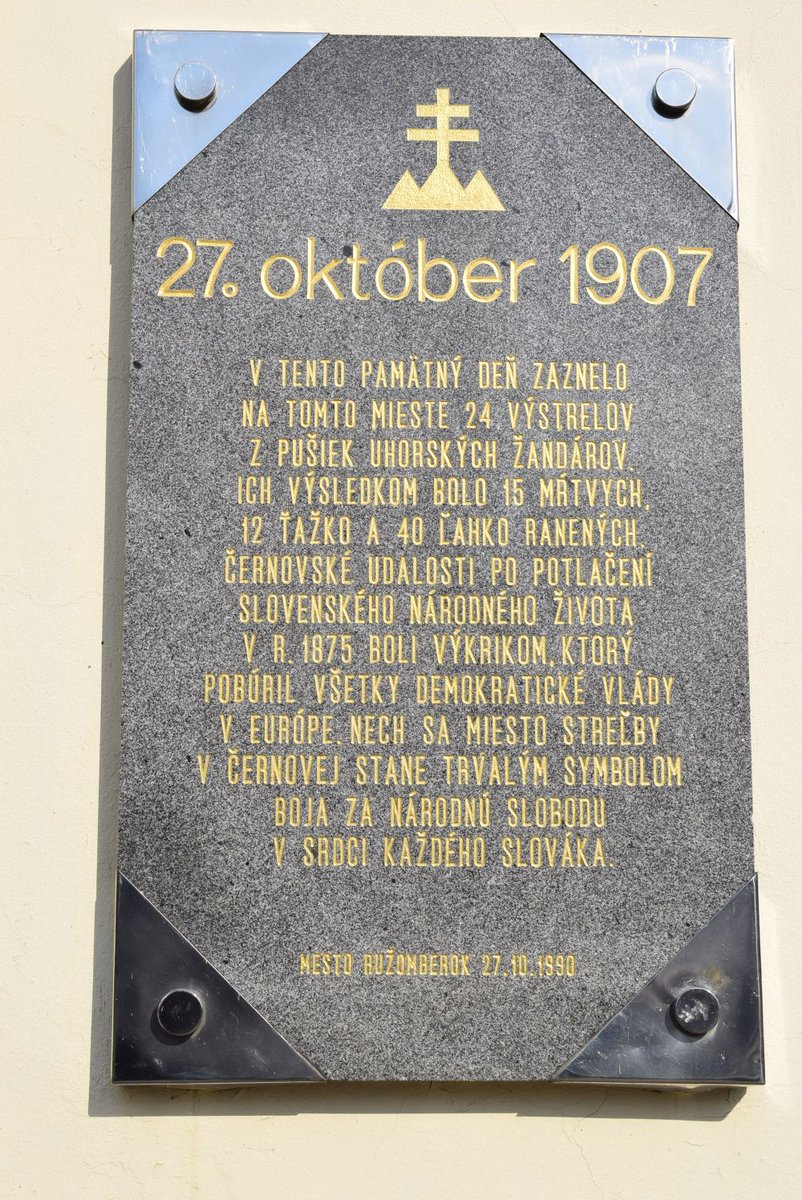 27. október 1907
V TENTO PAMÄTNÝ DEŇ ZAZNELO
NA TOMTO MIESTE 24 VÝSTRELOV
Z PUŠIEK UHORSKÝCH ŽANDÁROV.
ICH VÝSLEDKOM BOLO 15 MŔTVYCH,
12 ŤAŽKO A 40 ĽAHKO RANENÝCH.
ČERNOVSKÉ UDALOSTI PO POTLAČENÍ
SLOVENSKÉHO NÁRODNÉHO ŽIVOTA
V R. 1875 BOLI VÝKRIKOM, KTORÝ
POBÚRIL VŠETKY DEMOKRATICKÉ VLÁDY
V EURÓPE. NECH SA MIESTO STREĽBY
V ČERNOVEJ STANE TRVALÝM SYMBOLOM
BOJA ZA NÁRODNÚ SLOBODU
V SRDCI KAŽDÉHO SLOVÁKA.
MESTO RUŽOMBEROK 27.10.1990